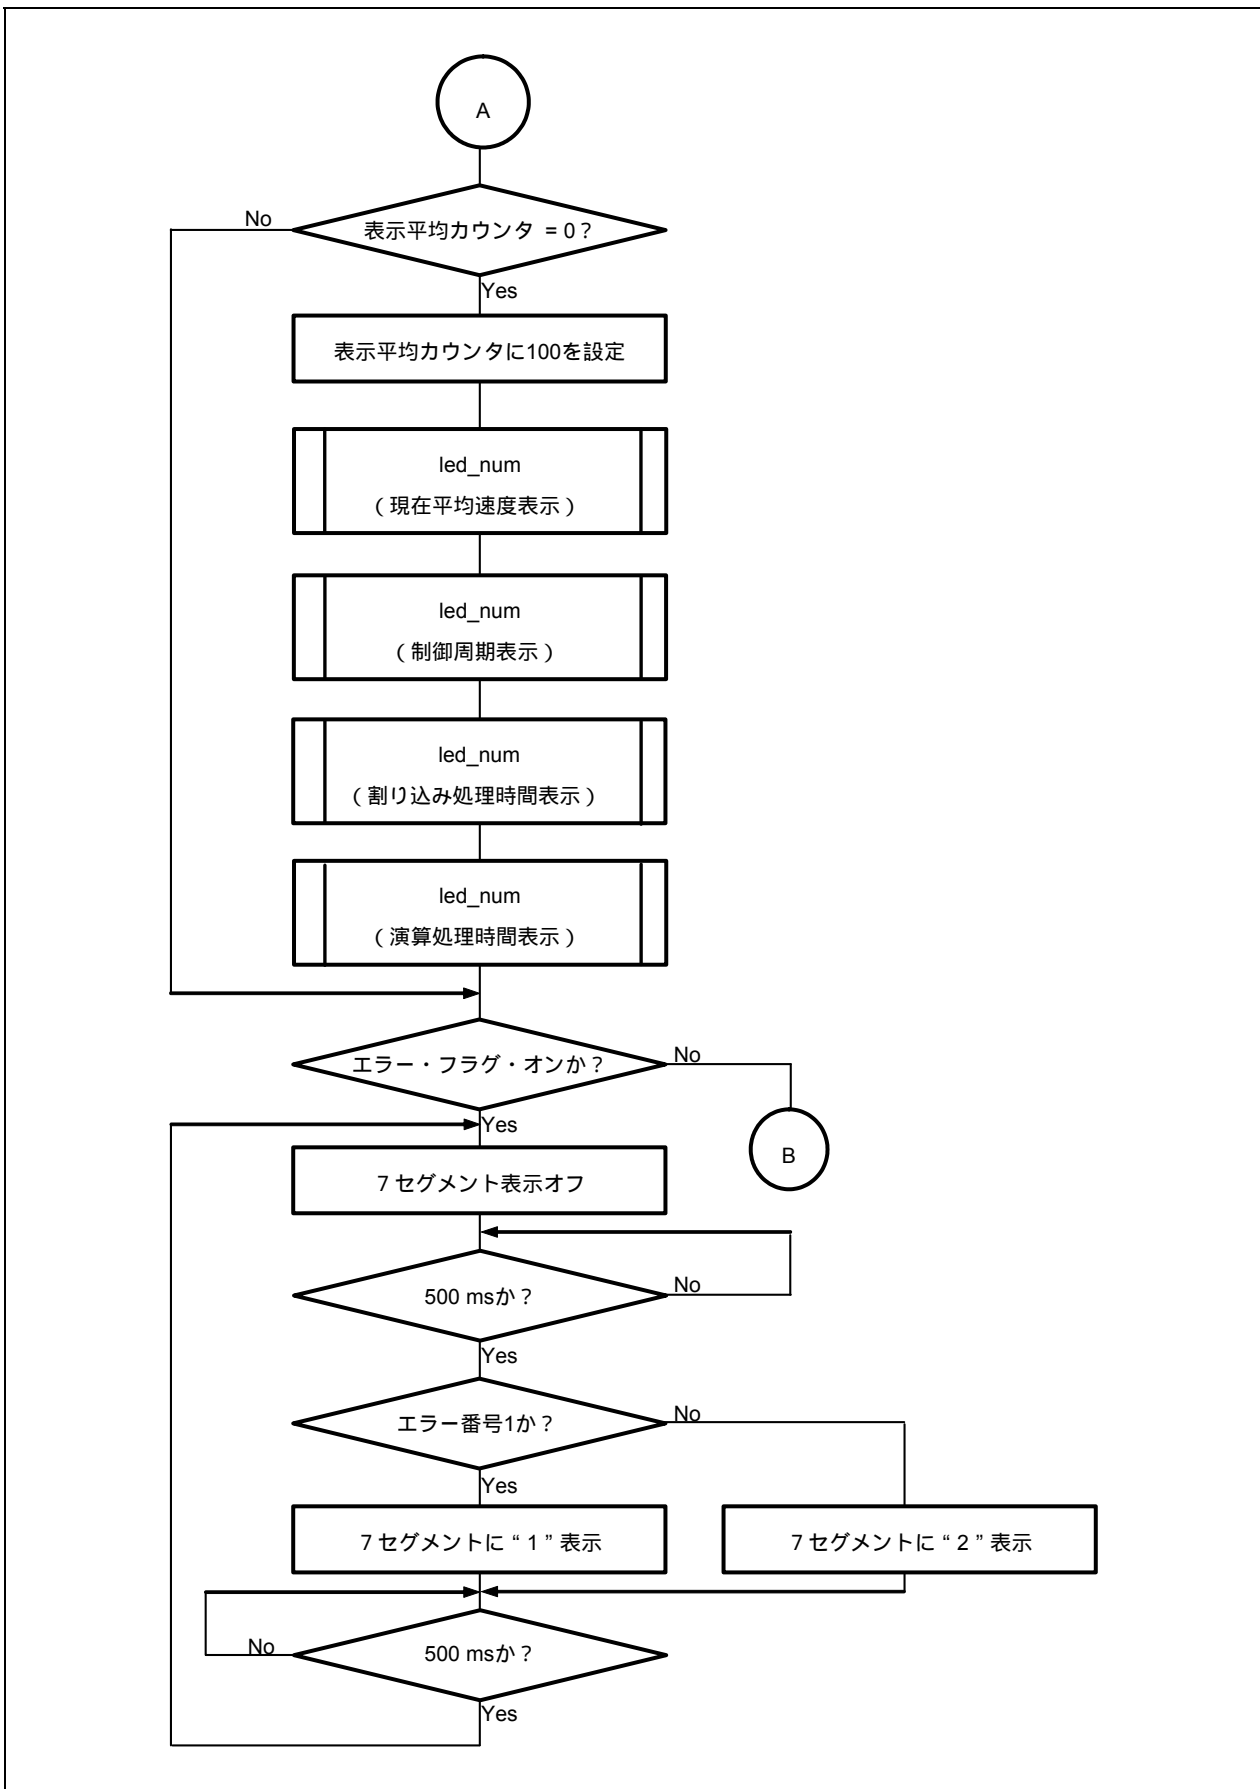 A
No
表示平均カウンタ = 0？
Yes
表示平均カウンタに100を設定
led_num
（現在平均速度表示）
led_num
（制御周期表示）
led_num
（割り込み処理時間表示）
led_num
（演算処理時間表示）
エラー・フラグ・オンか？
No
Yes
B
7 セグメント表示オフ
500 msか？
No
Yes
エラー番号1か？
No
Yes
7 セグメントに “ 1 ” 表示
7 セグメントに “ 2 ” 表示
No
500 msか？
Yes